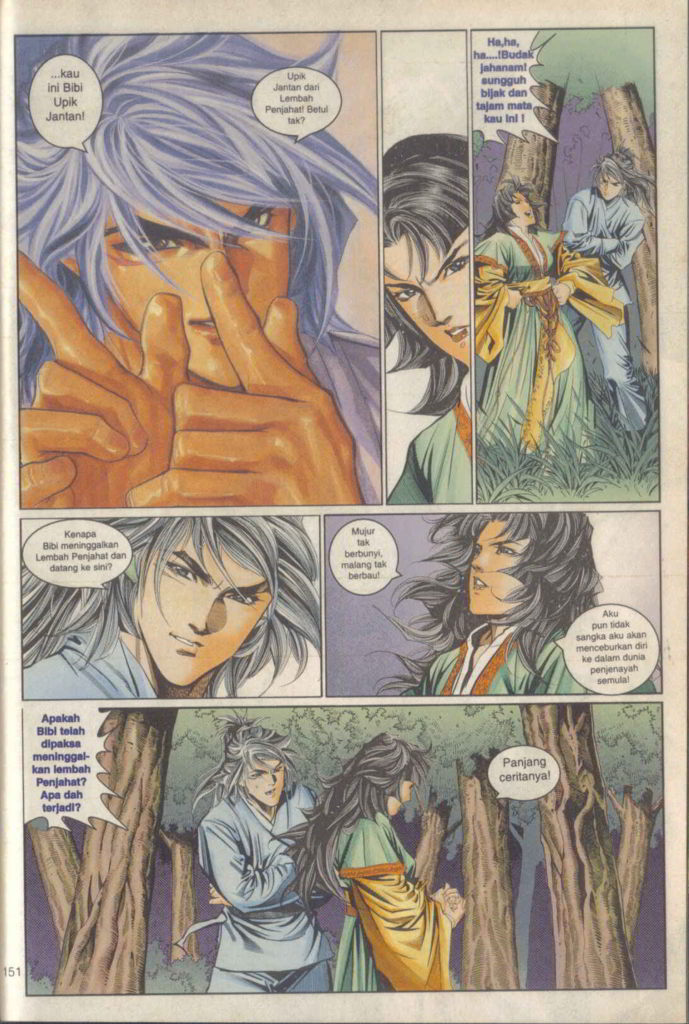 ...kau
ini Bibi
Upik
Jantan!
Upik
Jantan dari
Lembah
Penjahat! Betul
tak?
Ha,ha,
ha....!Budak
jahanam!
sungguh
bijak dan
tajam mata
kau ini !
Kenapa
Bibi meninggalkan
Lembah Penjahat dan
datang ke sini?
Mujur
tak
berbunyi,
malang tak
berbau!
Aku
pun tidak
sangka aku akan
menceburkan diri
ke dalam dunia
penjenayah
semula!
Apakah
Bibi telah
dipaksa
meninggal-
kan lembah
Penjahat?
Apa dah
terjadi?
Panjang
ceritanya!
151